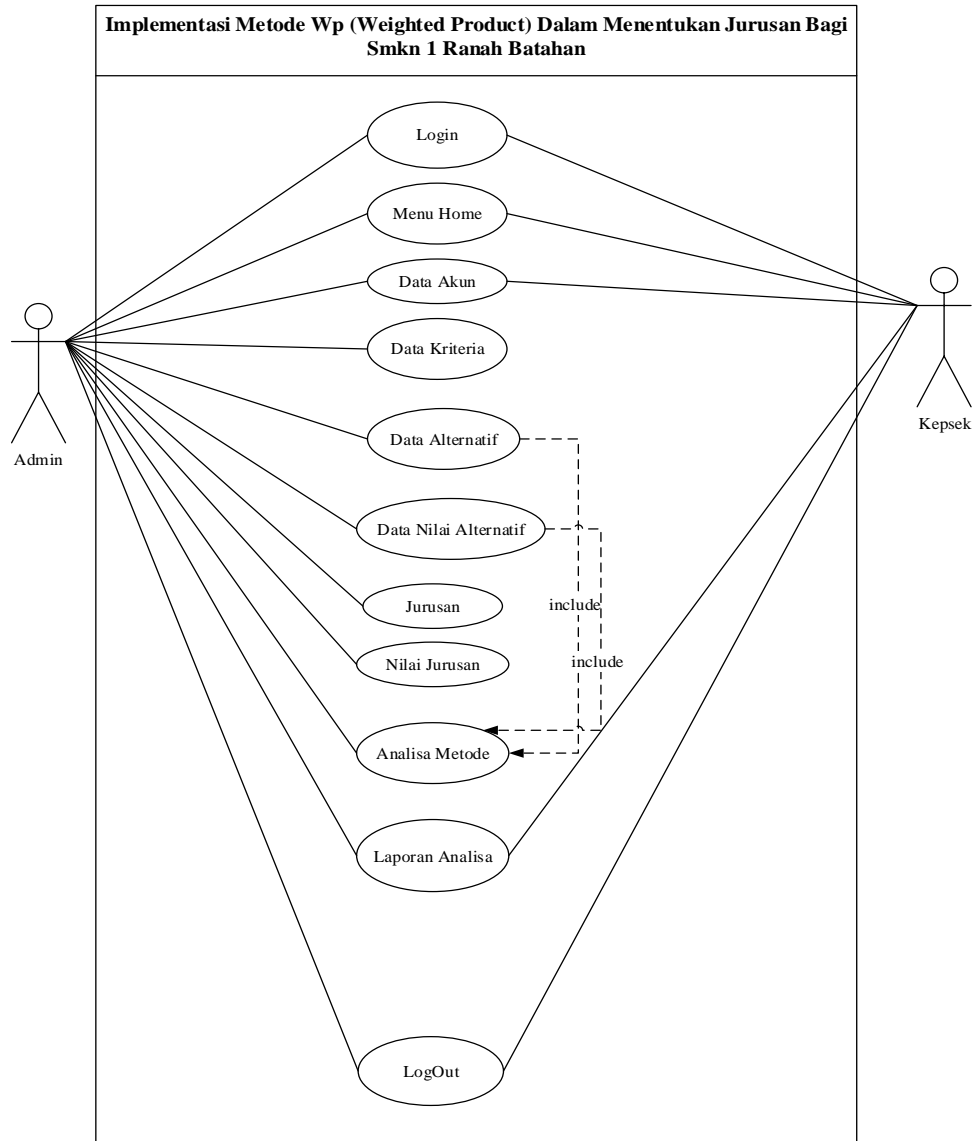 Implementasi Metode Wp (Weighted Product) Dalam Menentukan Jurusan Bagi
Smkn 1 Ranah Batahan
Login
Menu Home
Data Akun
Data Kriteria
Data Alternatif
Kepsek
Admin
Data Nilai Alternatif
Jurusan
include
Nilai Jurusan
include
Analisa Metode
Laporan Analisa
LogOut